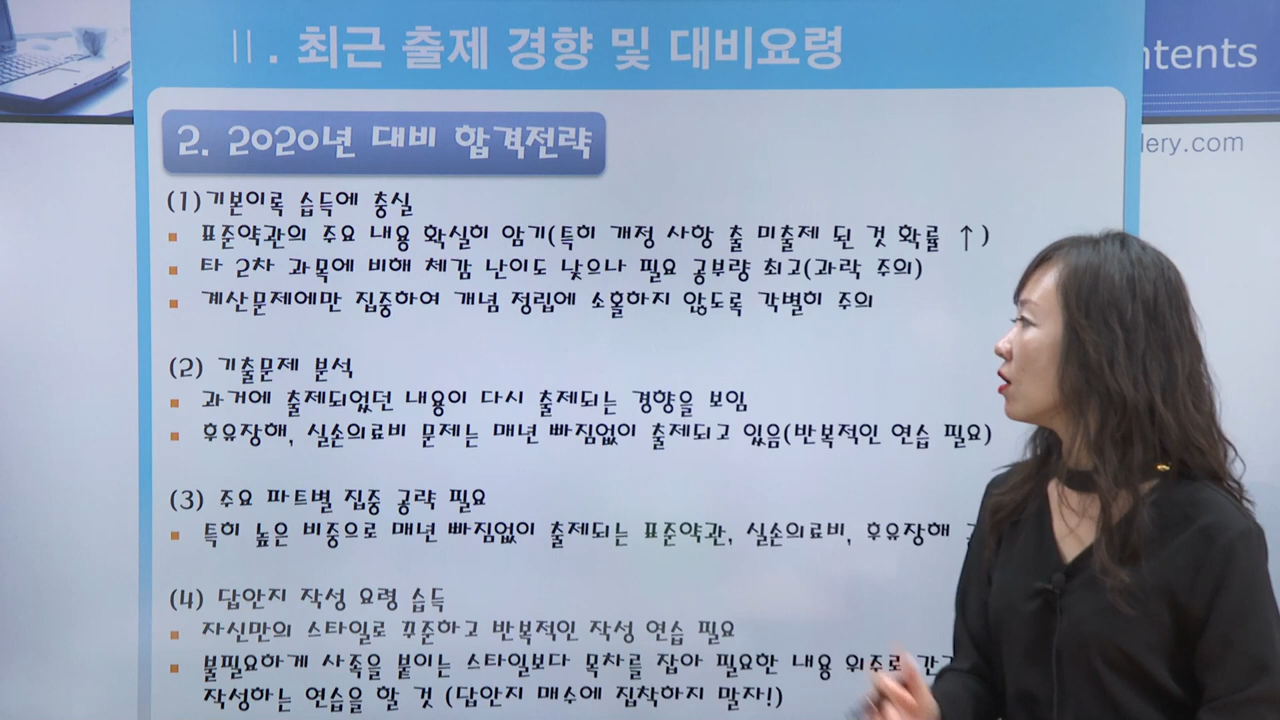 Ⅱ. 최근 출제 경향 및 대비요령
ntents
lery.com
2. 2020년 대비 합격전략
(1)기본이록 습득에 충실
■ 표준약관의 주요 내용 확실히 암기(특히 개정 사항 출 미출제 된 것 확률 ↑)
■ 타 2차 과목에 비해 체감 난이도 낮으나 필요 공부량 최고(과락 주의)
■ 계산문제에만 집중하여 개념 정립에 소홀하지 않도록 각별히 주의
(2) 기출문제 분석
■ 과거에 출제되었던 내용이 다시 출제되는 경향을 보임
■ 후유장해, 실손의료비 문제는 매년 빠짐없이 출제되고 있음(반복적인 연습 필요)
(3) 주요 파트별 집중 공략 필요
■ 특히 높은 비중으로 매년 빠짐없이 출제되는 표준약관, 실손의료비, 후유장해
(4) 답안지 작성 요령 습득
■ 자신만의 스타일로 꾸준하고 반복적인 작성 연습 필요
■ 불필요하게 사족을 붙이는 스타일보다 목차를 잡아 필요한 내용 위주로 간
작성하는 연습을 할 것 (답안지 매수에 집착하지 말자!)